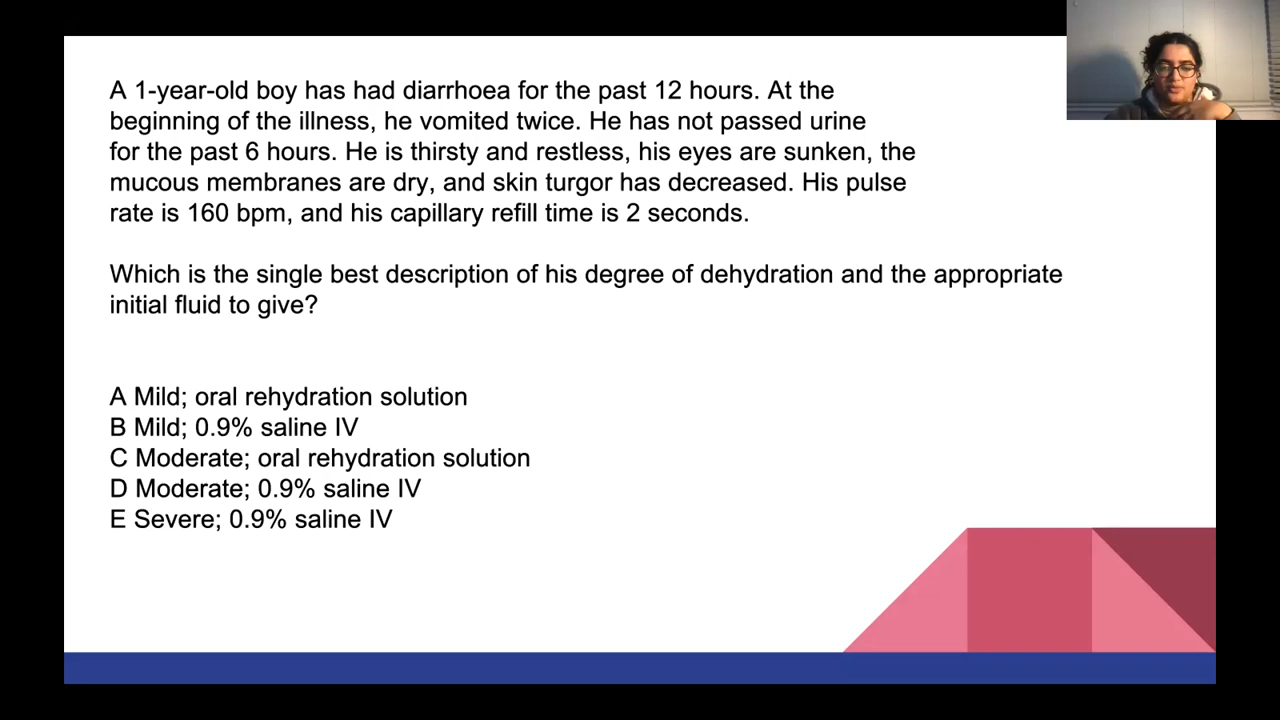 A 1-year-old boy has had diarrhoea for the past 12 hours. At the
beginning of the illness, he vomited twice. He has not passed urine
for the past 6 hours. He is thirsty and restless, his eyes are sunken, the
mucous membranes are dry, and skin turgor has decreased. His pulse
rate is 160 bpm, and his capillary refill time is 2 seconds.
Which is the single best description of his degree of dehydration and the appropriate
initial fluid to give?
A Mild; oral rehydration solution
B Mild; 0.9% saline IV
C Moderate; oral rehydration solution
D Moderate; 0.9% saline IV
E Severe; 0.9% saline IV